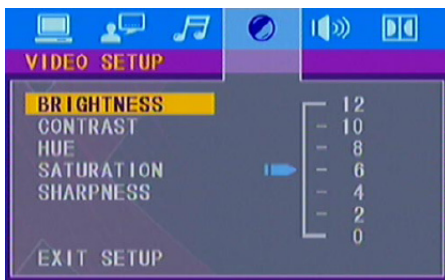 VIDEO SETUP
BRIGHTNESS
CONTRAST
HUE
SATURATION
SHARPNESS
EXIT SETUP
12
10
8
6
4
2
0